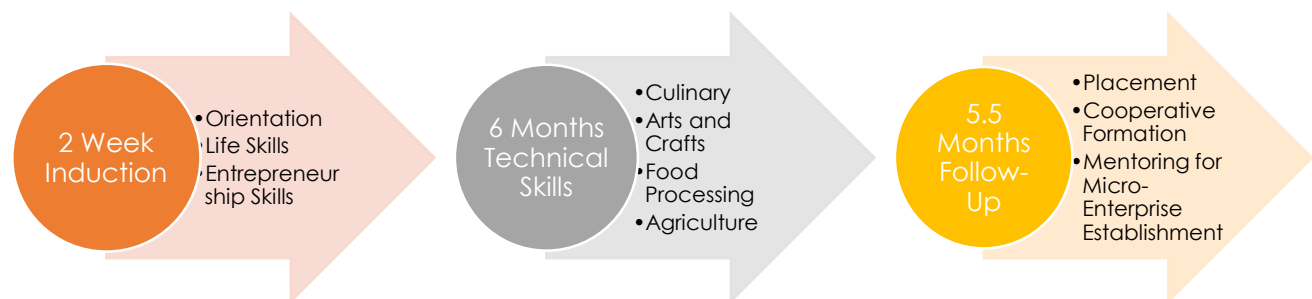 2 Week
Induction
•Orientation
•Life Skills
•Entrepreneur
ship Skills
6 Months
Technical
Skills
•Culinary
•Arts and
Crafts
•Food
Processing
•Agriculture
5.5
Months
Follow-
Up
•Placement
•Cooperative
Formation
•Mentoring for
Micro-
Enterprise
Establishment